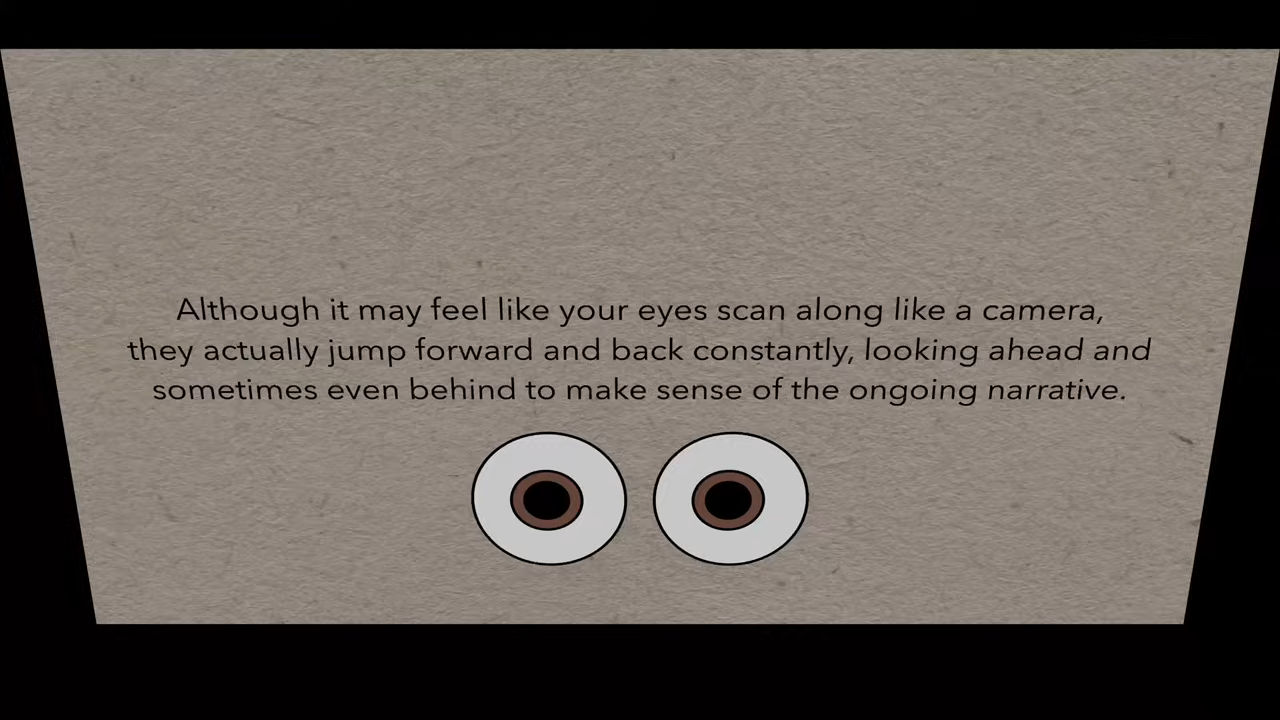 Although it may feel like your eyes scan along like a camera,
they actually jump forward and back constantly, looking ahead and
sometimes even behind to make sense of the ongoing narrative.